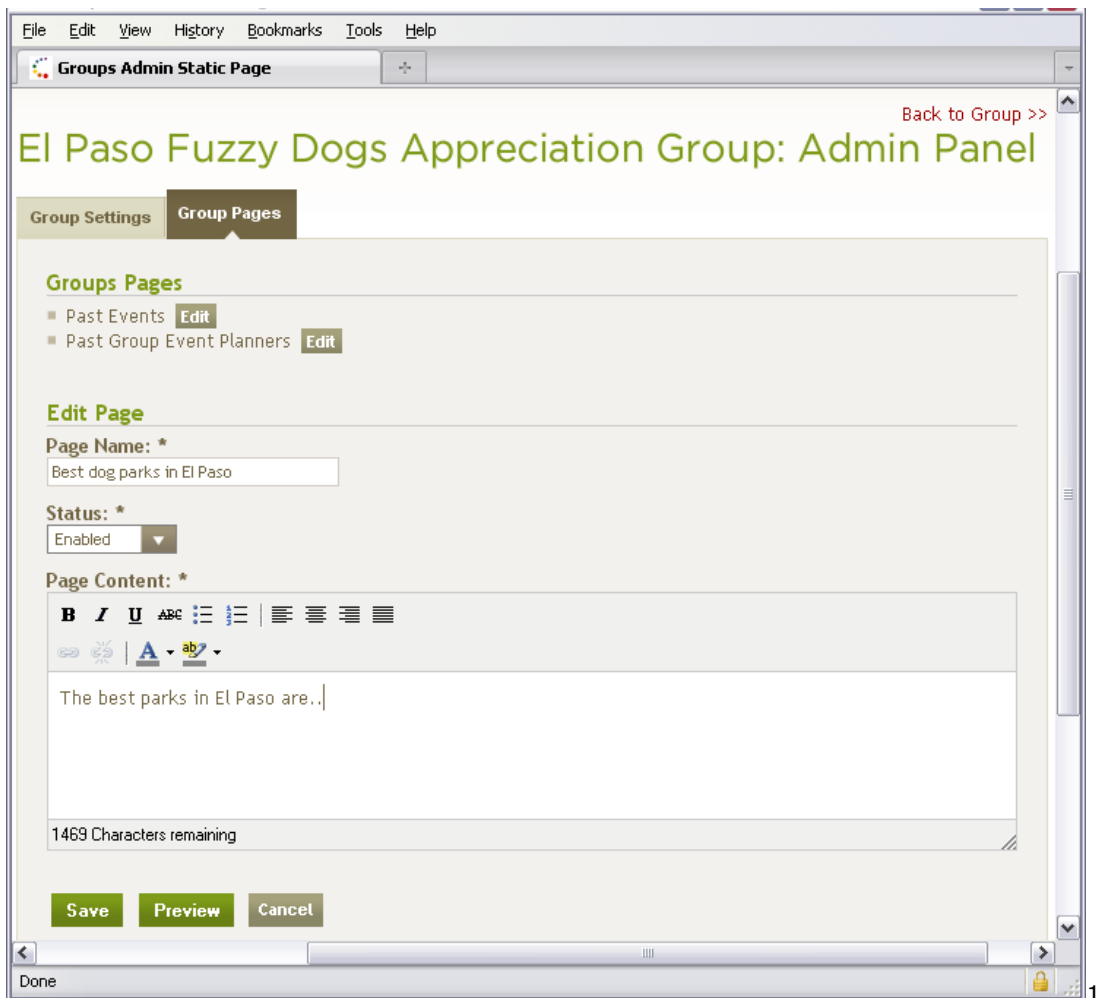 File Edit View History Bookmarks Tools Help
Groups Admin Static Page
Back to Group >>
El Paso Fuzzy Dogs Appreciation Group: Admin Panel
Group Settings Group Pages
Groups Pages
Past Events Edit
Past Group Event Planners Edit
Edit Page
Page Name: *
Best dog parks in El Paso
Status: *
Enabled
Page Content: *
B I U ABC
A ab
The best parks in El Paso are..
1469 Characters remaining
Save Preview Cancel
Done
1